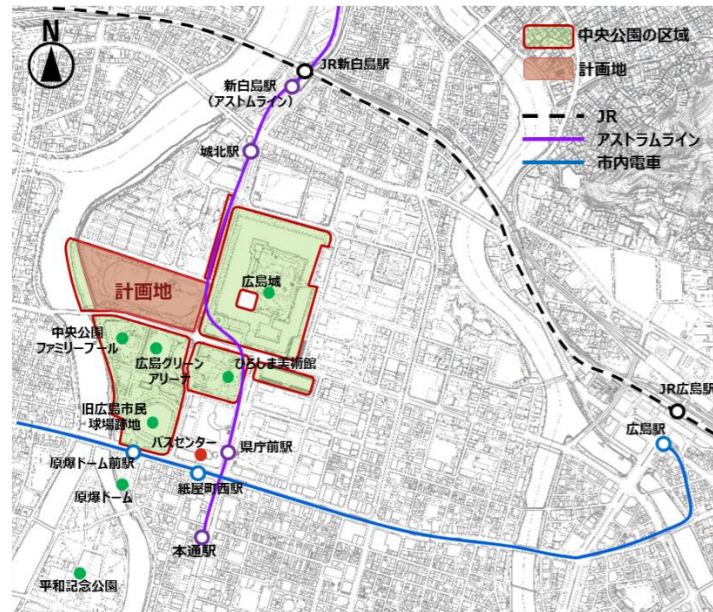 N
中央公園の区域
計画地
JR
アストラムライン
市内電車
JR新白島駅
新白島駅
(アストムライン)
城北駅
計画地
広島城
中央公園
ファミリープール
広島グリーン
アリーナ
ひろしま美術館
旧広島市民
球場跡地
バスセンター
県庁前駅
JR広島駅
広島駅
原爆ドーム前駅
紙屋町西駅
原爆ドーム
本通駅
平和記念公園